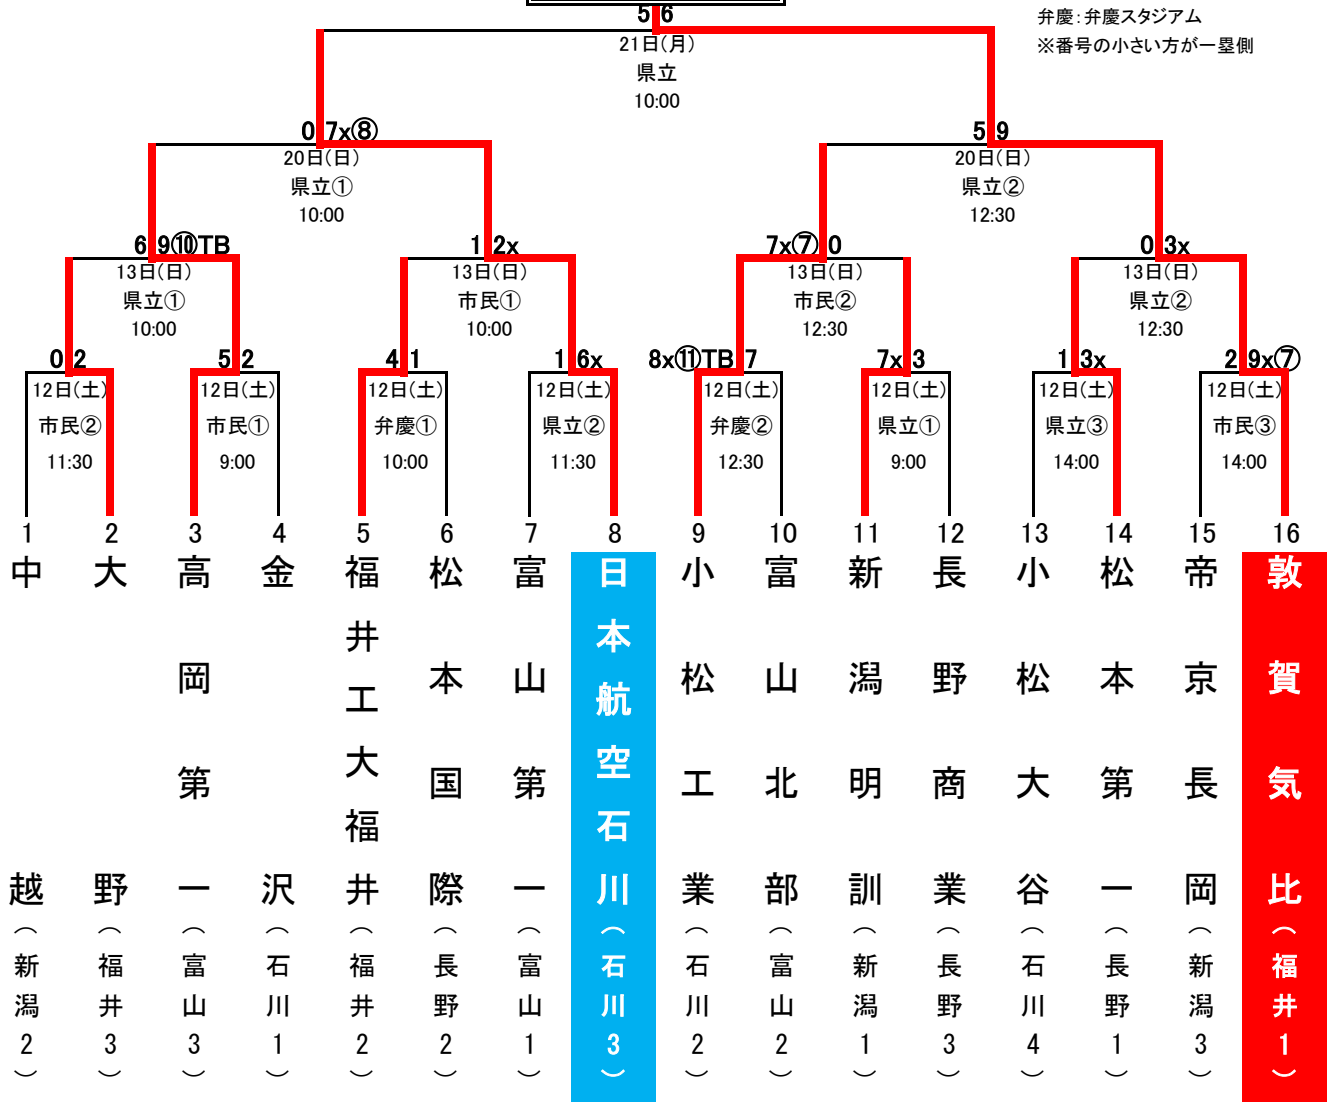 弁慶：弁慶スタジアム
※番号の小さい方が一塁側
5 6
21日(月)
県立
10:00
0 7x⑧
20日(日)
県立①
10:00
5 9
20日(日)
県立②
12:30
6 9⑩TB
13日(日)
県立①
10:00
1 2x
13日(日)
市民①
10:00
7x⑦ 0
13日(日)
市民②
12:30
0 3x
13日(日)
県立②
12:30
0 2
12日(土)
市民②
11:30
5 2
12日(土)
市民①
9:00
4 1
12日(土)
弁慶①
10:00
1 6x
12日(土)
県立②
11:30
8x⑪TB 7
12日(土)
弁慶②
12:30
7x 3
12日(土)
県立①
9:00
1 3x
12日(土)
県立③
14:00
2 9x⑦
12日(土)
市民③
14:00
1
中越(新潟2)
2
大野(福井3)
3
高岡第一(富山3)
4
金沢(石川1)
5
福井工大福井(福井2)
6
松本国際(長野2)
7
富山第一(富山1)
8
日本航空石川(石川3)
9
小松工業(石川2)
10
富山北部(富山2)
11
新潟明訓(新潟1)
12
長野商業(長野3)
13
小松大谷(石川4)
14
松本第一(長野1)
15
帝京長岡(新潟3)
16
敦賀気比(福井1)